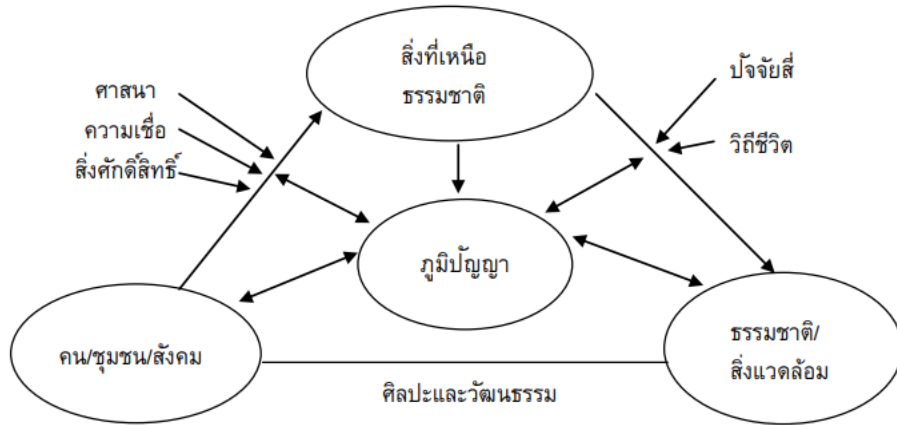 สิ่งที่เหนือ
ธรรมชาติ
ศาสนา
ความเชื่อ
สิ่งศักดิ์สิทธิ์
ปัจจัยสี่
วิถีชีวิต
ภูมิปัญญา
คน/ชุมชน/สังคม
ธรรมชาติ/
สิ่งแวดล้อม
ศิลปะและวัฒนธรรม